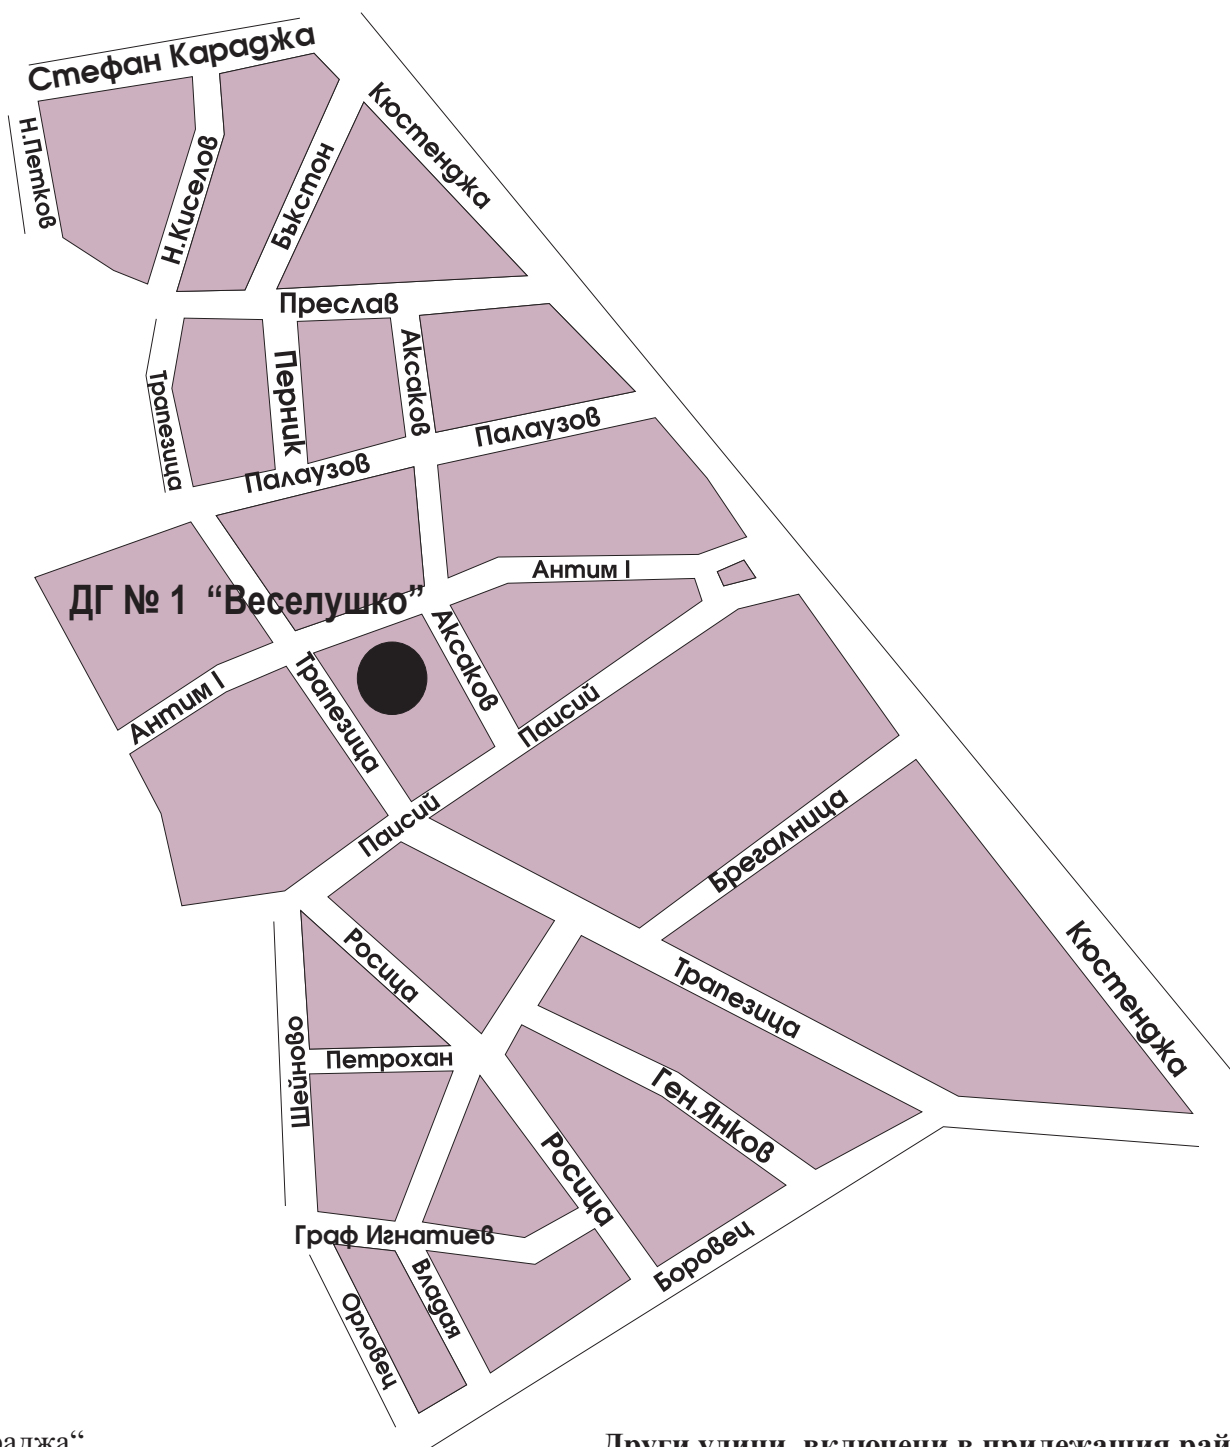 Стефан Караджа
Н.Петков
Н.Киселов
Бъкстон
Кюстенджа
Преслав
Трапезица
Перник
Аксаков
Палаузов
Палаузов
Антим I
ДГ № 1 “Веселушко”
Аксаков
Трапезица
Антим I
Паисий
Паисий
Брегалница
Росица
Трапезица
Кюстенджа
Шейново
Петрохан
Ген.Янков
Росица
Граф Игнатиев
Боровец
Владая
Орловец
Други улици, включени в прилежащия